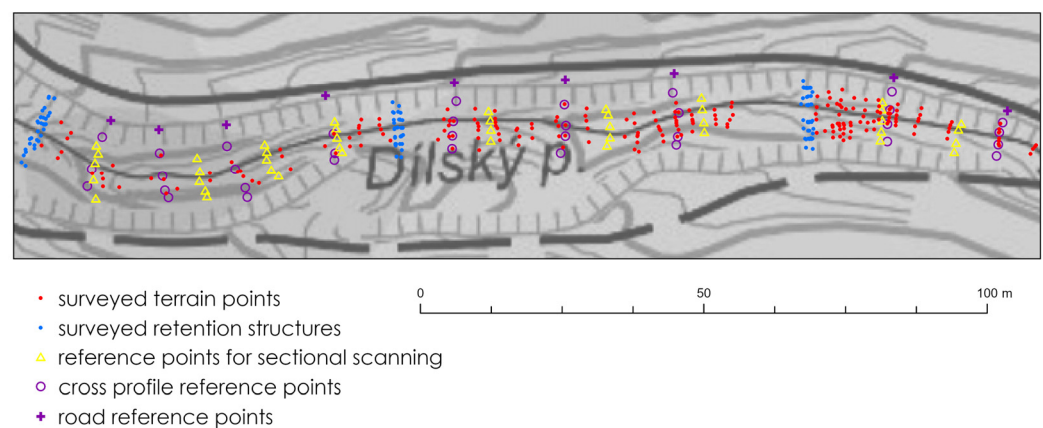 Dílský p.
0 50 100 m
surveyed terrain points
surveyed retention structures
reference points for sectional scanning
cross profile reference points
road reference points